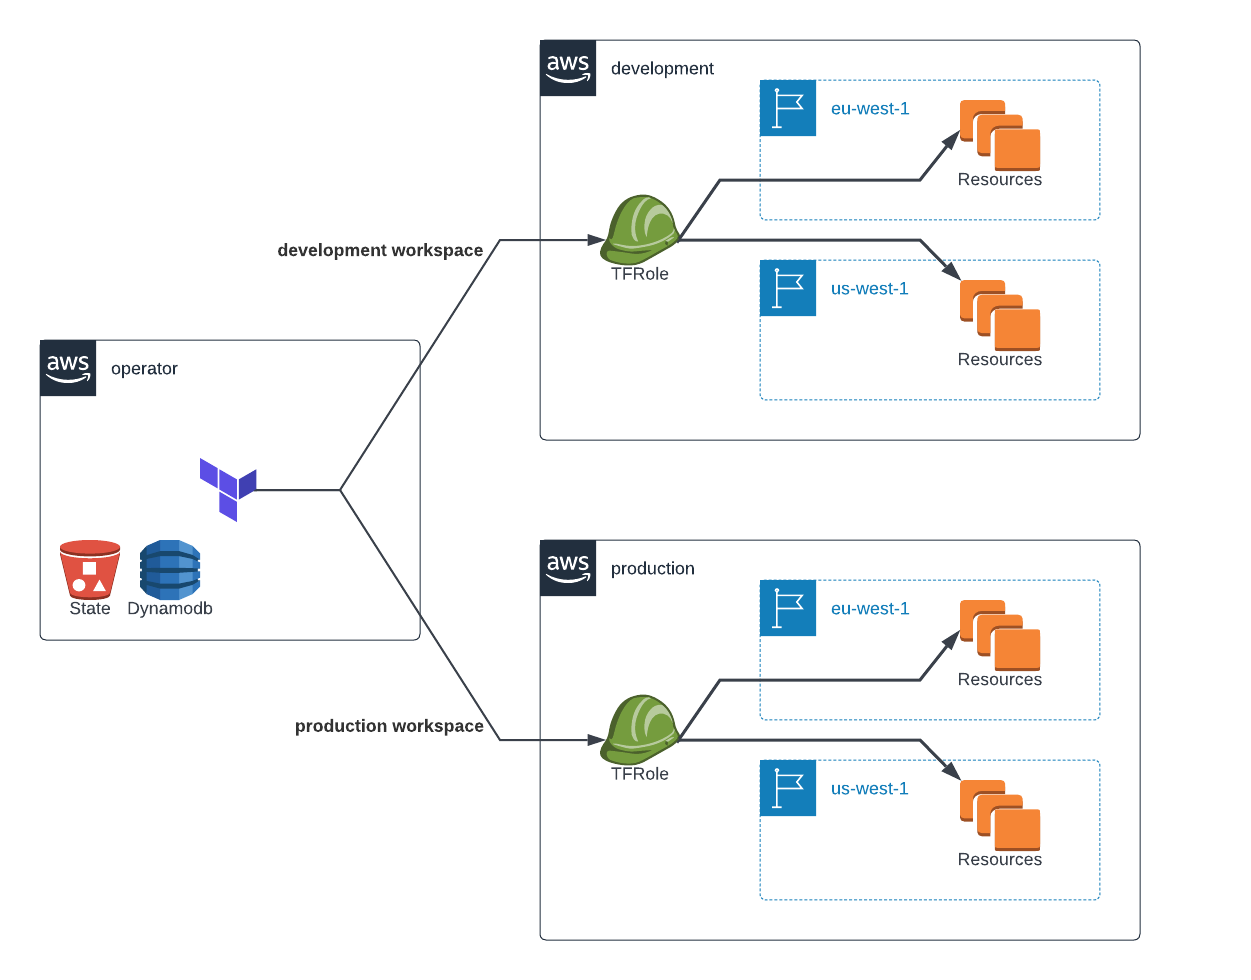 aws
development
eu-west-1
Resources
development workspace
TFRole
us-west-1
Resources
aws
operator
State
Dynamodb
aws
production
eu-west-1
Resources
production workspace
TFRole
us-west-1
Resources